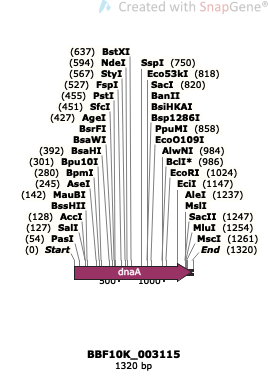 Created with SnapGene®
(637) BstXI
(594) NdeI SspI (750)
(567) StyI Eco53kI (818)
(527) FspI SacI (820)
(455) PstI BanII
(451) SfcI BsiHKAI
(427) AgeI Bsp1286I
BsrFI PpuMI (858)
BsaWI EcoO109I
(392) BsaHI AlwNI (984)
(301) Bpu10I BclI* (986)
(280) BpmI EcoRI (1024)
(245) AseI EciI (1147)
(142) MauBI AleI (1237)
BssHII MslI
(128) AccI SacII (1247)
(127) SalI MluI (1254)
(54) PasI MscI (1261)
(0) Start End (1320)
dnaA
500 1000
BBF10K_003115
1320 bp